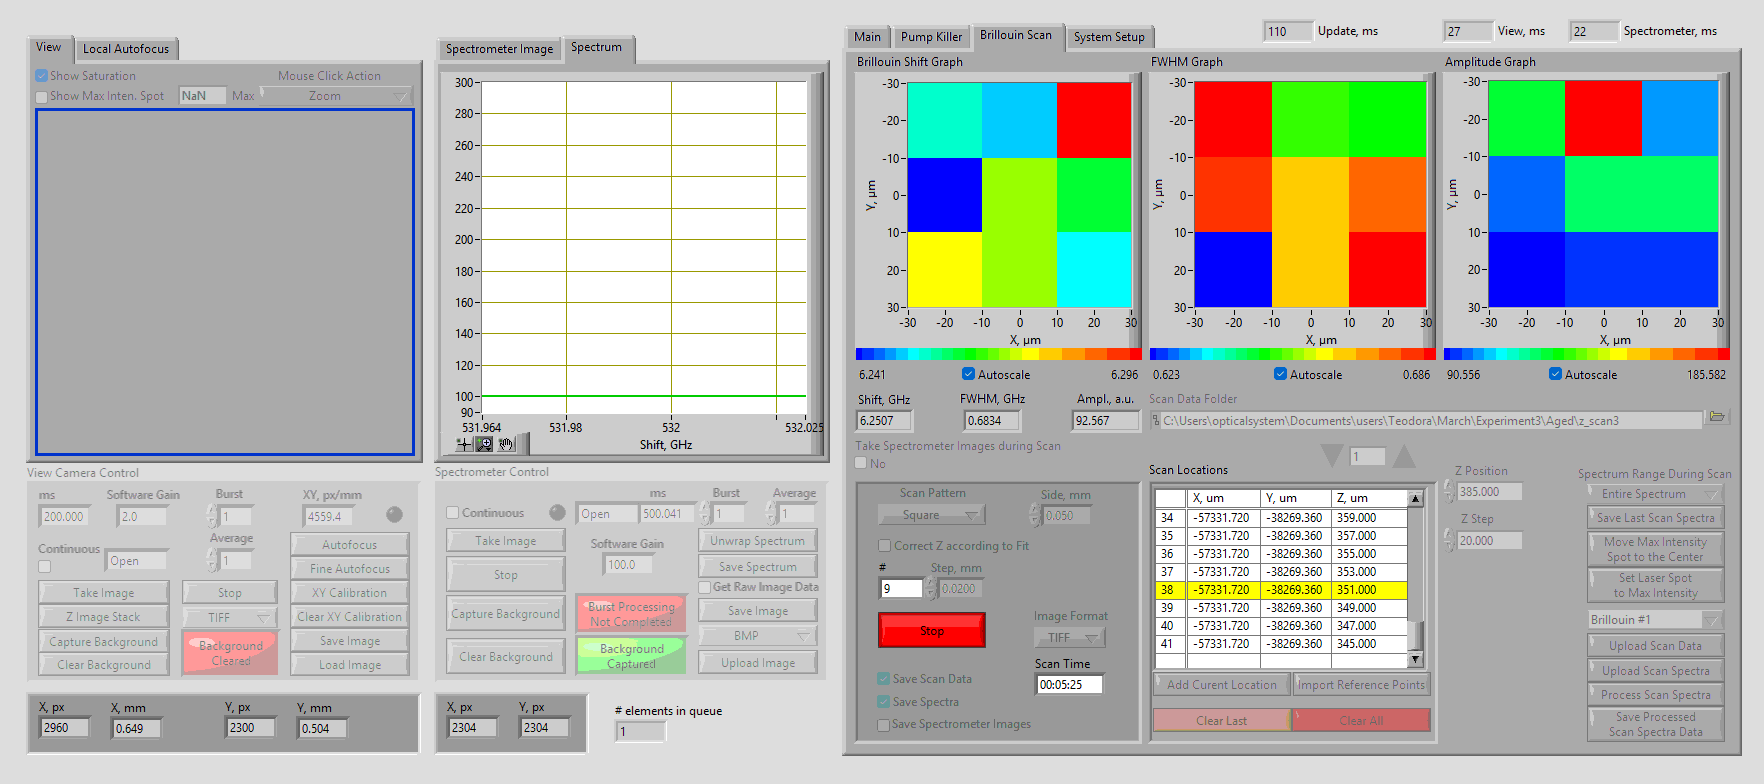 View
Local Autofocus
Show Saturation
Mouse Click Action
Show Max Inten. Spot
NaN
Max
Zoom
View Camera Control
ms
Software Gain
Burst
XY, px/mm
200.000
2.0
1
4559.4
Continuous
Open
Average
1
Autofocus
Fine Autofocus
Take Image
Stop
XY Calibration
Z Image Stack
TIFF
Clear XY Calibration
Capture Background
Background
Cleared
Save Image
Clear Background
Load Image
X, px
X, mm
Y, px
Y, mm
2960
0.649
2300
0.504
Spectrometer Image
Spectrum
300
280
260
240
220
200
180
160
140
120
100
90
531.964
531.98
532
532.025
Shift, GHz
Spectrometer Control
ms
Burst
Average
Continuous
Open
500.041
1
1
Take Image
Software Gain
Unwrap Spectrum
Stop
100.0
Save Spectrum
Get Raw Image Data
Capture Background
Burst Processing
Not Completed
Save Image
BMP
Clear Background
Background
Captured
Upload Image
X, px
Y, px
2304
2304
# elements in queue
1
110
Update, ms
27
View, ms
22
Spectrometer, ms
Main
Pump Killer
Brillouin Scan
System Setup
Brillouin Shift Graph
-30
-20
-10
0
10
20
30
Y, µm
-30
-20
-10
0
10
20
30
X, µm
6.241
Autoscale
6.296
FWHM Graph
-30
-20
-10
0
10
20
30
Y, µm
-30
-20
-10
0
10
20
30
X, µm
0.623
Autoscale
0.686
Amplitude Graph
-30
-20
-10
0
10
20
30
Y, µm
-30
-20
-10
0
10
20
30
X, µm
90.556
Autoscale
185.582
Shift, GHz
FWHM, GHz
Ampl., a.u.
6.2507
0.6834
92.567
Scan Data Folder
C:\Users\opticalsystem\Documents\users\Teodora\March\Experiment3\Aged\z_scan3
Take Spectrometer Images during Scan
No
Scan Pattern
Side, mm
Square
0.050
Correct Z according to Fit
#
Step, mm
9
0.0200
Stop
Image Format
TIFF
Scan Time
00:05:25
Save Scan Data
Save Spectra
Save Spectrometer Images
1
Scan Locations
X, um Y, um Z, um
34 -57331.720 -38269.360 359.000
35 -57331.720 -38269.360 357.000
36 -57331.720 -38269.360 355.000
37 -57331.720 -38269.360 353.000
38 -57331.720 -38269.360 351.000
39 -57331.720 -38269.360 349.000
40 -57331.720 -38269.360 347.000
41 -57331.720 -38269.360 345.000
Add Curent Location
Import Reference Points
Clear Last
Clear All
Z Position
385.000
Z Step
20.000
Spectrum Range During Scan
Entire Spectrum
Save Last Scan Spectra
Move Max Intensity
Spot to the Center
Set Laser Spot
to Max Intensity
Brillouin #1
Upload Scan Data
Upload Scan Spectra
Process Scan Spectra
Save Processed
Scan Spectra Data